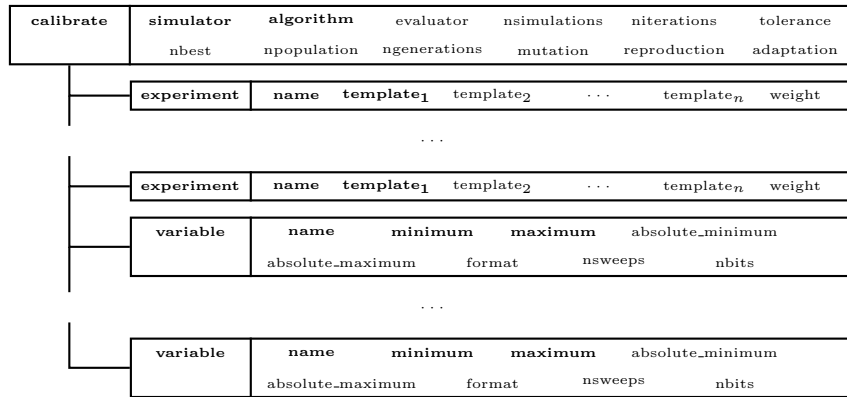 calibrate simulator algorithm evaluator nsimulations niterations tolerance
nbest npopulation ngenerations mutation reproduction adaptation
experiment name template₁ template₂ ··· templateₙ weight
...
experiment name template₁ template₂ ··· templateₙ weight
variable name minimum maximum absolute_minimum
absolute_maximum format nsweeps nbits
...
variable name minimum maximum absolute_minimum
absolute_maximum format nsweeps nbits